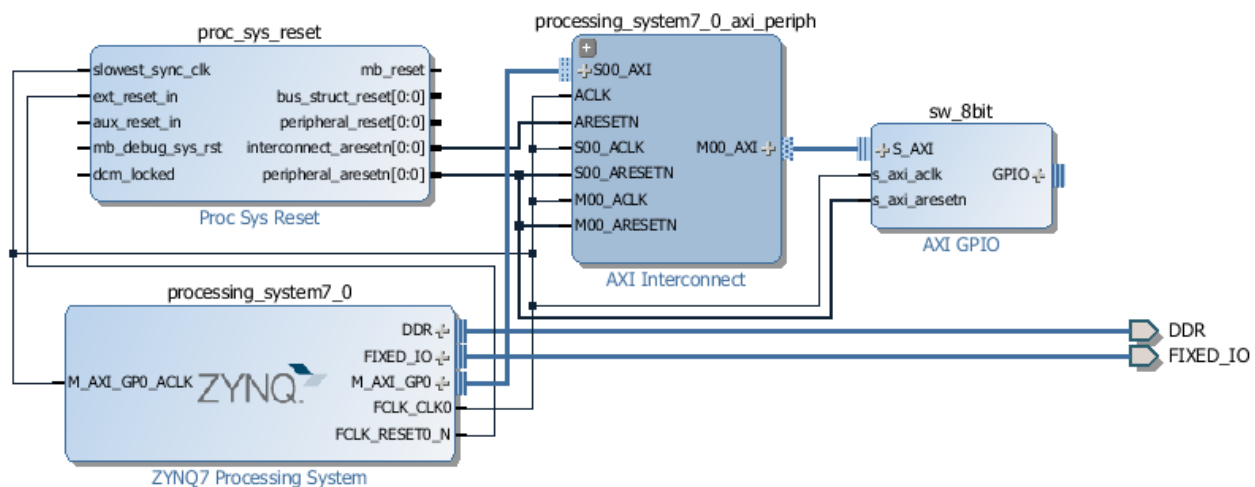 proc_sys_reset
slowest_sync_clk
ext_reset_in
aux_reset_in
mb_debug_sys_rst
dcm_locked
mb_reset
bus_struct_reset[0:0]
peripheral_reset[0:0]
interconnect_aresetn[0:0]
peripheral_aresetn[0:0]
Proc Sys Reset
processing_system7_0_axi_periph
S00_AXI
ACLK
ARESETN
S00_ACLK
S00_ARESETN
M00_ACLK
M00_ARESETN
M00_AXI
AXI Interconnect
sw_8bit
S_AXI
s_axi_aclk
s_axi_aresetn
GPIO
AXI GPIO
processing_system7_0
M_AXI_GP0_ACLK
ZYNQ.
DDR
FIXED_IO
M_AXI_GP0
FCLK_CLK0
FCLK_RESET0_N
ZYNQ7 Processing System
DDR
FIXED_IO